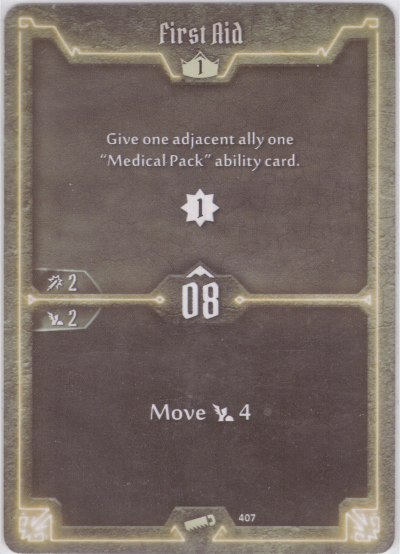 First Aid
1
Give one adjacent ally one
“Medical Pack” ability card.
1
2
08
2
Move 4
407